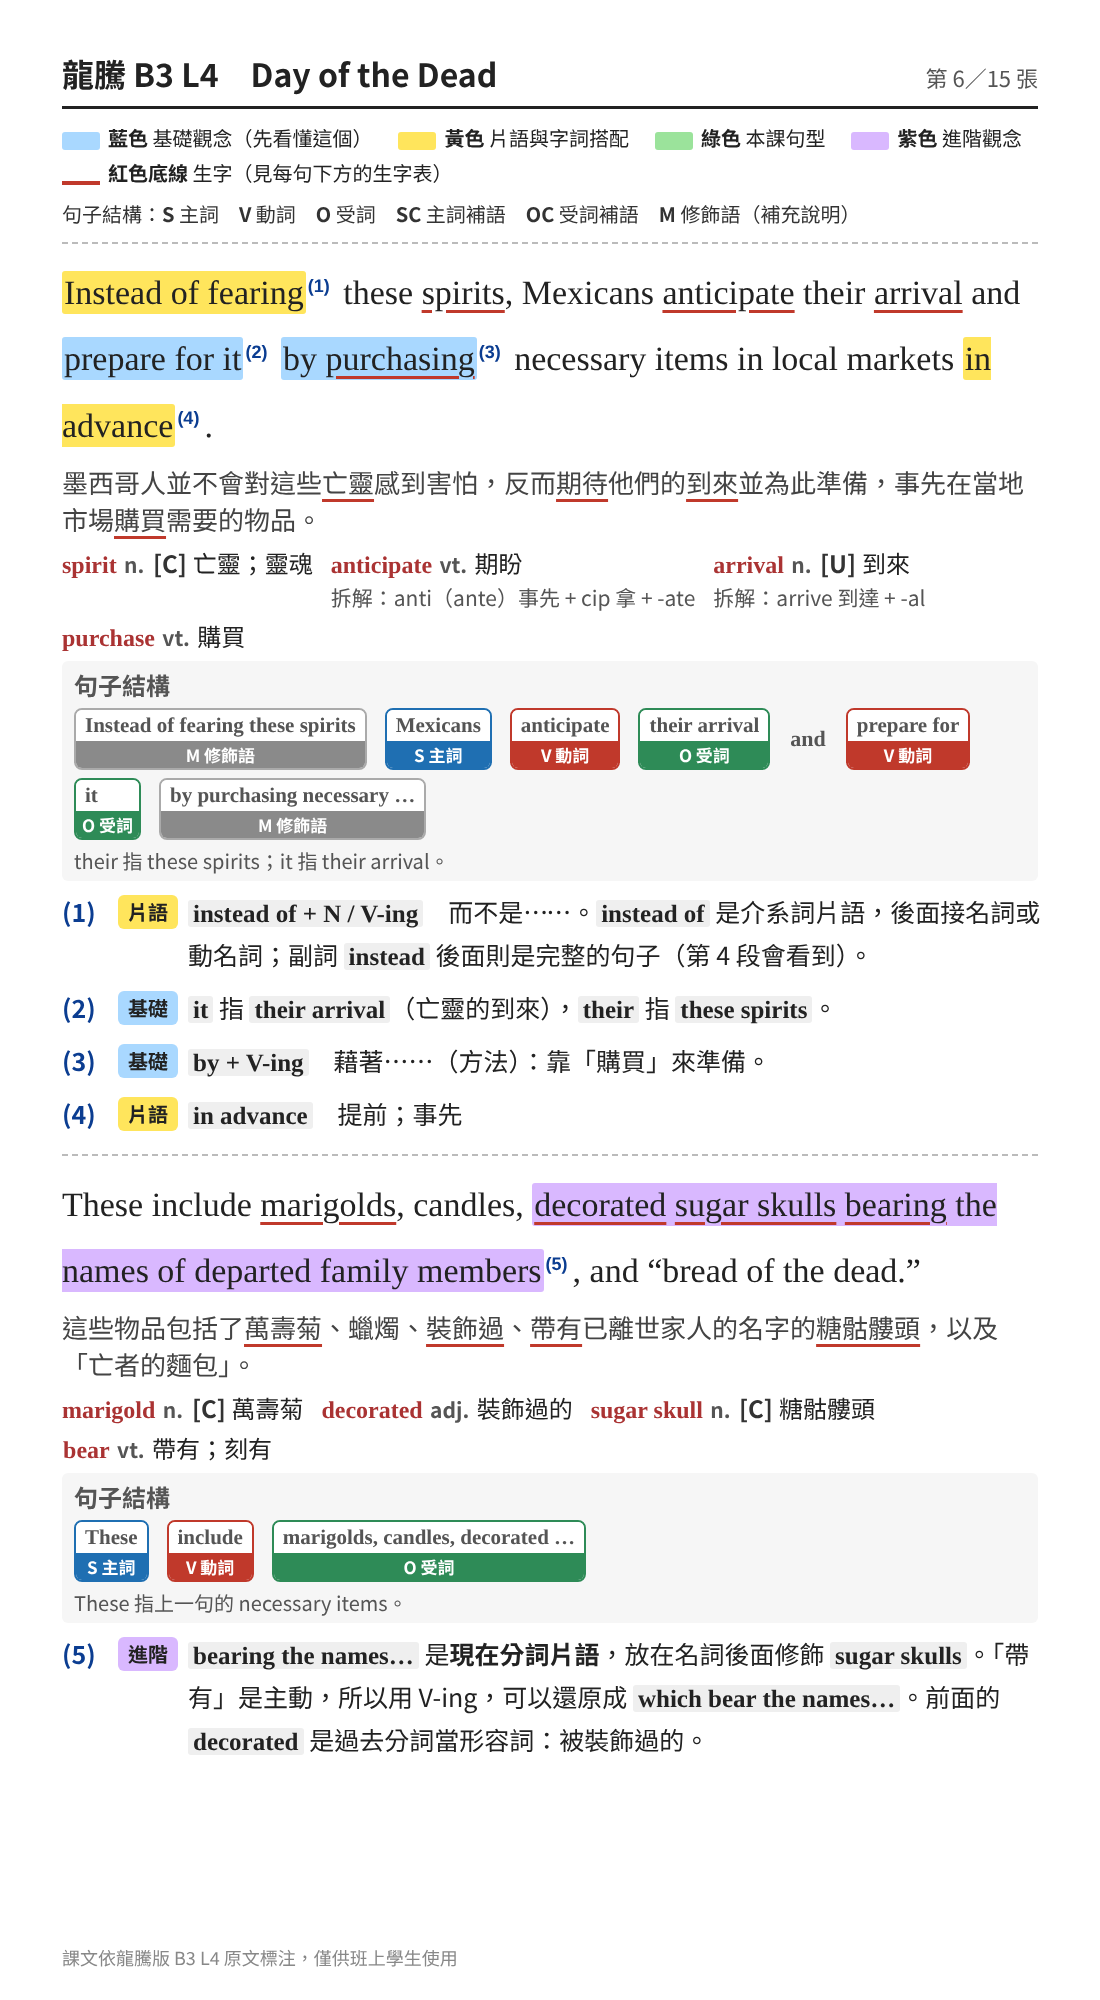 龍騰 B3 L4　Day of the Dead
第 6／15 張
藍色 基礎觀念（先看懂這個）　黃色 片語與字詞搭配　綠色 本課句型　紫色 進階觀念
紅色底線 生字（見每句下方的生字表）
句子結構：S 主詞　V 動詞　O 受詞　SC 主詞補語　OC 受詞補語　M 修飾語（補充說明）
Instead of fearing(1) these spirits, Mexicans anticipate their arrival and
prepare for it(2) by purchasing(3) necessary items in local markets in
advance(4).
墨西哥人並不會對這些亡靈感到害怕，反而期待他們的到來並為此準備，事先在當地
市場購買需要的物品。
spirit n. [C] 亡靈；靈魂　anticipate vt. 期盼　arrival n. [U] 到來
拆解：anti（ante）事先 + cip 拿 + -ate　拆解：arrive 到達 + -al
purchase vt. 購買
句子結構
Instead of fearing these spirits　Mexicans　anticipate　their arrival　and　prepare for
M 修飾語　S 主詞　V 動詞　O 受詞　V 動詞
it　by purchasing necessary …
O 受詞　M 修飾語
their 指 these spirits；it 指 their arrival。
(1) 片語 instead of + N / V-ing　而不是……。instead of 是介系詞片語，後面接名詞或
動名詞；副詞 instead 後面則是完整的句子（第 4 段會看到）。
(2) 基礎 it 指 their arrival（亡靈的到來），their 指 these spirits。
(3) 基礎 by + V-ing　藉著……（方法）：靠「購買」來準備。
(4) 片語 in advance　提前；事先
These include marigolds, candles, decorated sugar skulls bearing the
names of departed family members(5), and “bread of the dead.”
這些物品包括了萬壽菊、蠟燭、裝飾過、帶有已離世家人的名字的糖骷髏頭，以及
「亡者的麵包」。
marigold n. [C] 萬壽菊　decorated adj. 裝飾過的　sugar skull n. [C] 糖骷髏頭
bear vt. 帶有；刻有
句子結構
These　include　marigolds, candles, decorated …
S 主詞　V 動詞　O 受詞
These 指上一句的 necessary items。
(5) 進階 bearing the names… 是現在分詞片語，放在名詞後面修飾 sugar skulls。「帶
有」是主動，所以用 V-ing，可以還原成 which bear the names…。前面的
decorated 是過去分詞當形容詞：被裝飾過的。
課文依龍騰版 B3 L4 原文標注，僅供班上學生使用